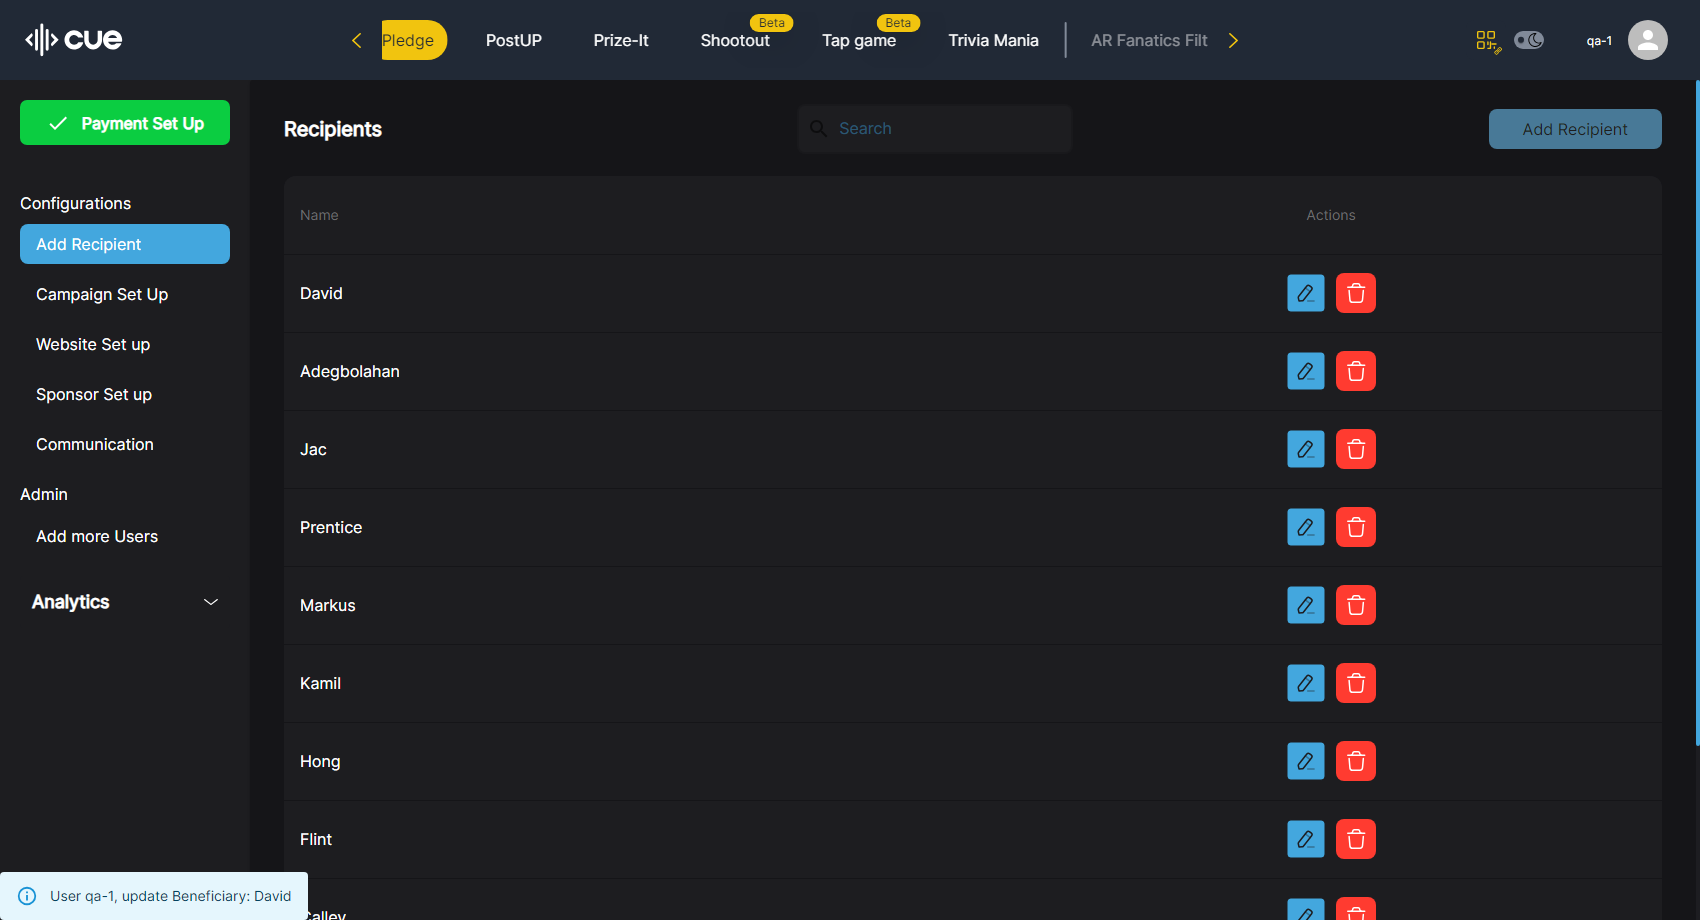 cue
Pledge
PostUP
Prize-It
Shootout
Beta
Tap game
Beta
Trivia Mania
AR Fanatics Filt
qa-1
Payment Set Up
Configurations
Add Recipient
Campaign Set Up
Website Set up
Sponsor Set up
Communication
Admin
Add more Users
Analytics
Recipients
Search
Add Recipient
Name
Actions
David
Adegbolahan
Jac
Prentice
Markus
Kamil
Hong
Flint
User qa-1, update Beneficiary: David